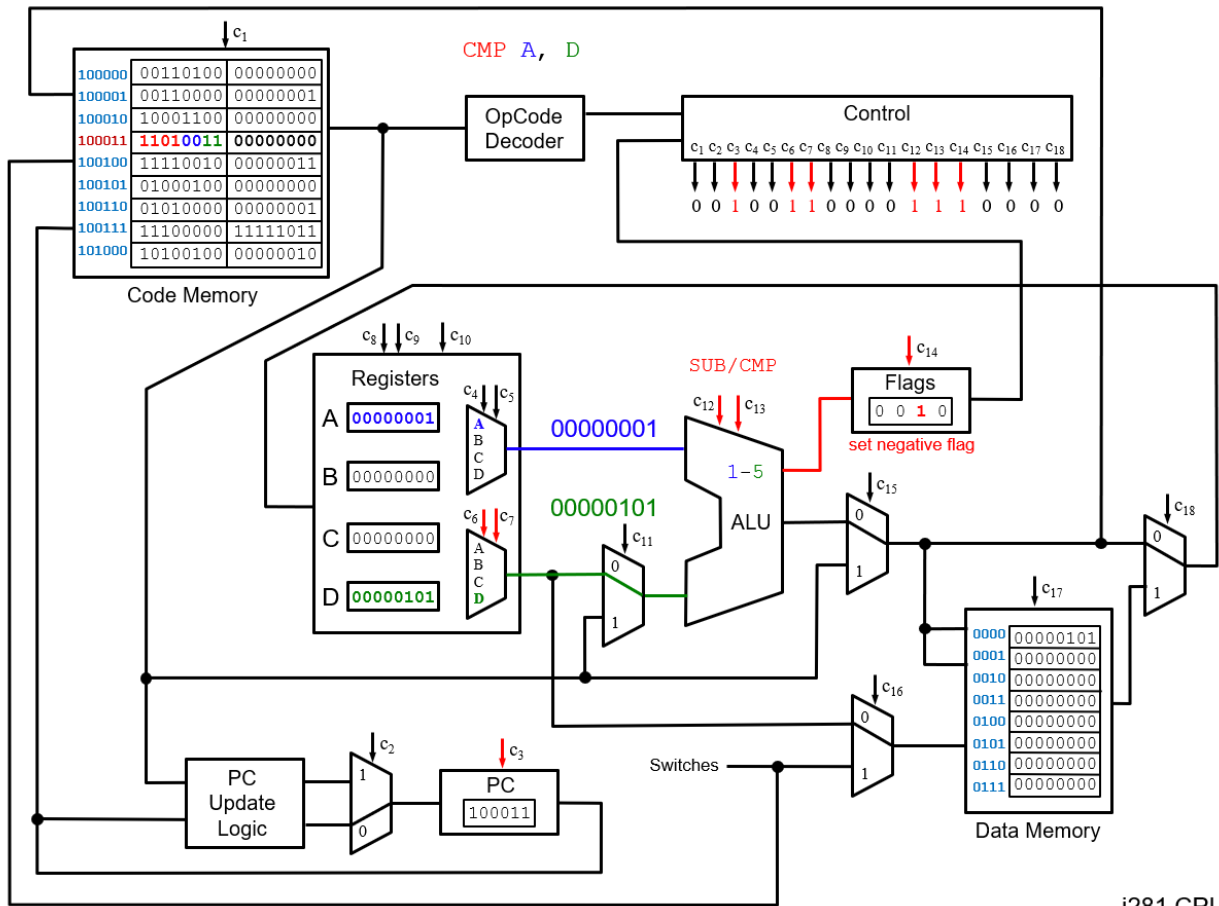 c1
CMP A, D
100000 00110100 00000000
100001 00110000 00000001
100010 10001100 00000000
100011 11010011 00000000
100100 11110010 00000011
100101 01000100 00000000
100110 01010000 00000001
100111 11100000 11111011
101000 10100100 00000010
Code Memory
OpCode
Decoder
Control
c1 c2 c3 c4 c5 c6 c7 c8 c9 c10 c11 c12 c13 c14 c15 c16 c17 c18
0 0 1 0 0 1 1 0 0 0 0 1 1 1 0 0 0 0
c8 c9 c10
Registers
A 00000001
B 00000000
C 00000000
D 00000101
c4 c5
A
B
C
D
c6 c7
A
B
C
D
00000001
00000101
c11
0
1
SUB/CMP
c12 c13
1-5
ALU
c14
Flags
0 0 1 0
set negative flag
c15
0
1
c18
0
1
c17
0000 00000101
0001 00000000
0010 00000000
0011 00000000
0100 00000000
0101 00000000
0110 00000000
0111 00000000
Data Memory
c16
0
1
Switches
PC
Update
Logic
c2
1
0
c3
PC
100011